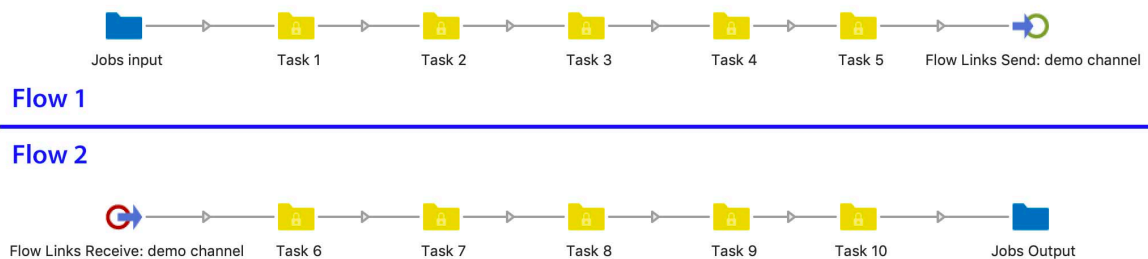 Jobs input Task 1 Task 2 Task 3 Task 4 Task 5 Flow Links Send: demo channel
Flow 1
Flow 2
Flow Links Receive: demo channel Task 6 Task 7 Task 8 Task 9 Task 10 Jobs Output